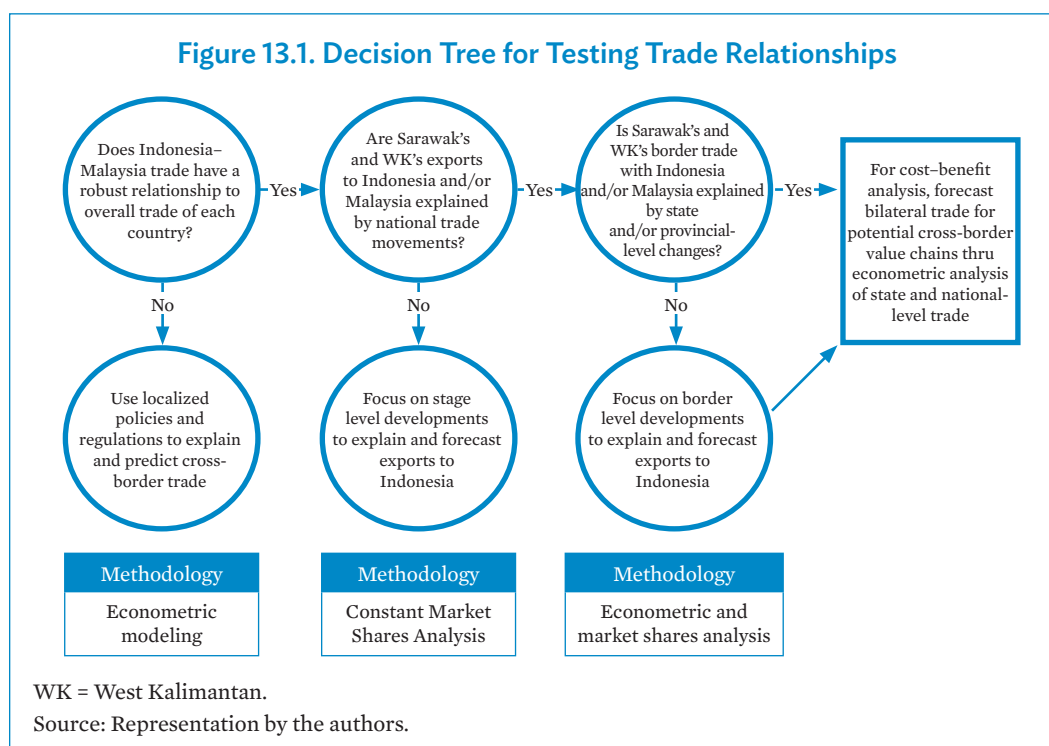 Figure 13.1. Decision Tree for Testing Trade Relationships
Does Indonesia–
Malaysia trade have a
robust relationship to
overall trade of each
country?
Yes
Are Sarawak's
and WK's exports
to Indonesia and/or
Malaysia explained
by national trade
movements?
Yes
Is Sarawak's and
WK's border trade
with Indonesia
and/or Malaysia explained
by state
and/or provincial-
level changes?
Yes
For cost–benefit
analysis, forecast
bilateral trade for
potential cross-border
value chains thru
econometric analysis
of state and national-
level trade
No
No
No
Use localized
policies and
regulations to explain
and predict cross-
border trade
Focus on stage
level developments
to explain and forecast
exports to
Indonesia
Focus on border
level developments
to explain and forecast
exports to
Indonesia
Methodology
Econometric
modeling
Methodology
Constant Market
Shares Analysis
Methodology
Econometric and
market shares analysis
WK = West Kalimantan.
Source: Representation by the authors.